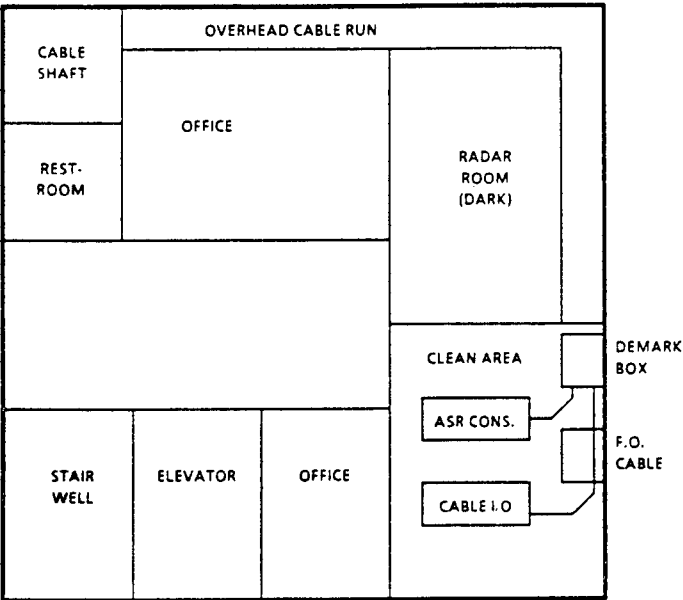 OVERHEAD CABLE RUN
CABLE
SHAFT
OFFICE
REST-
ROOM
RADAR
ROOM
(DARK)
CLEAN AREA
DEMARK
BOX
ASR CONS.
F.O.
CABLE
STAIR
WELL
ELEVATOR
OFFICE
CABLE I.O